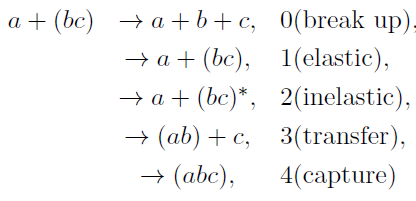 a + (bc) → a + b + c, 0(break up),
→ a + (bc), 1(elastic),
→ a + (bc)*, 2(inelastic),
→ (ab) + c, 3(transfer),
→ (abc), 4(capture)